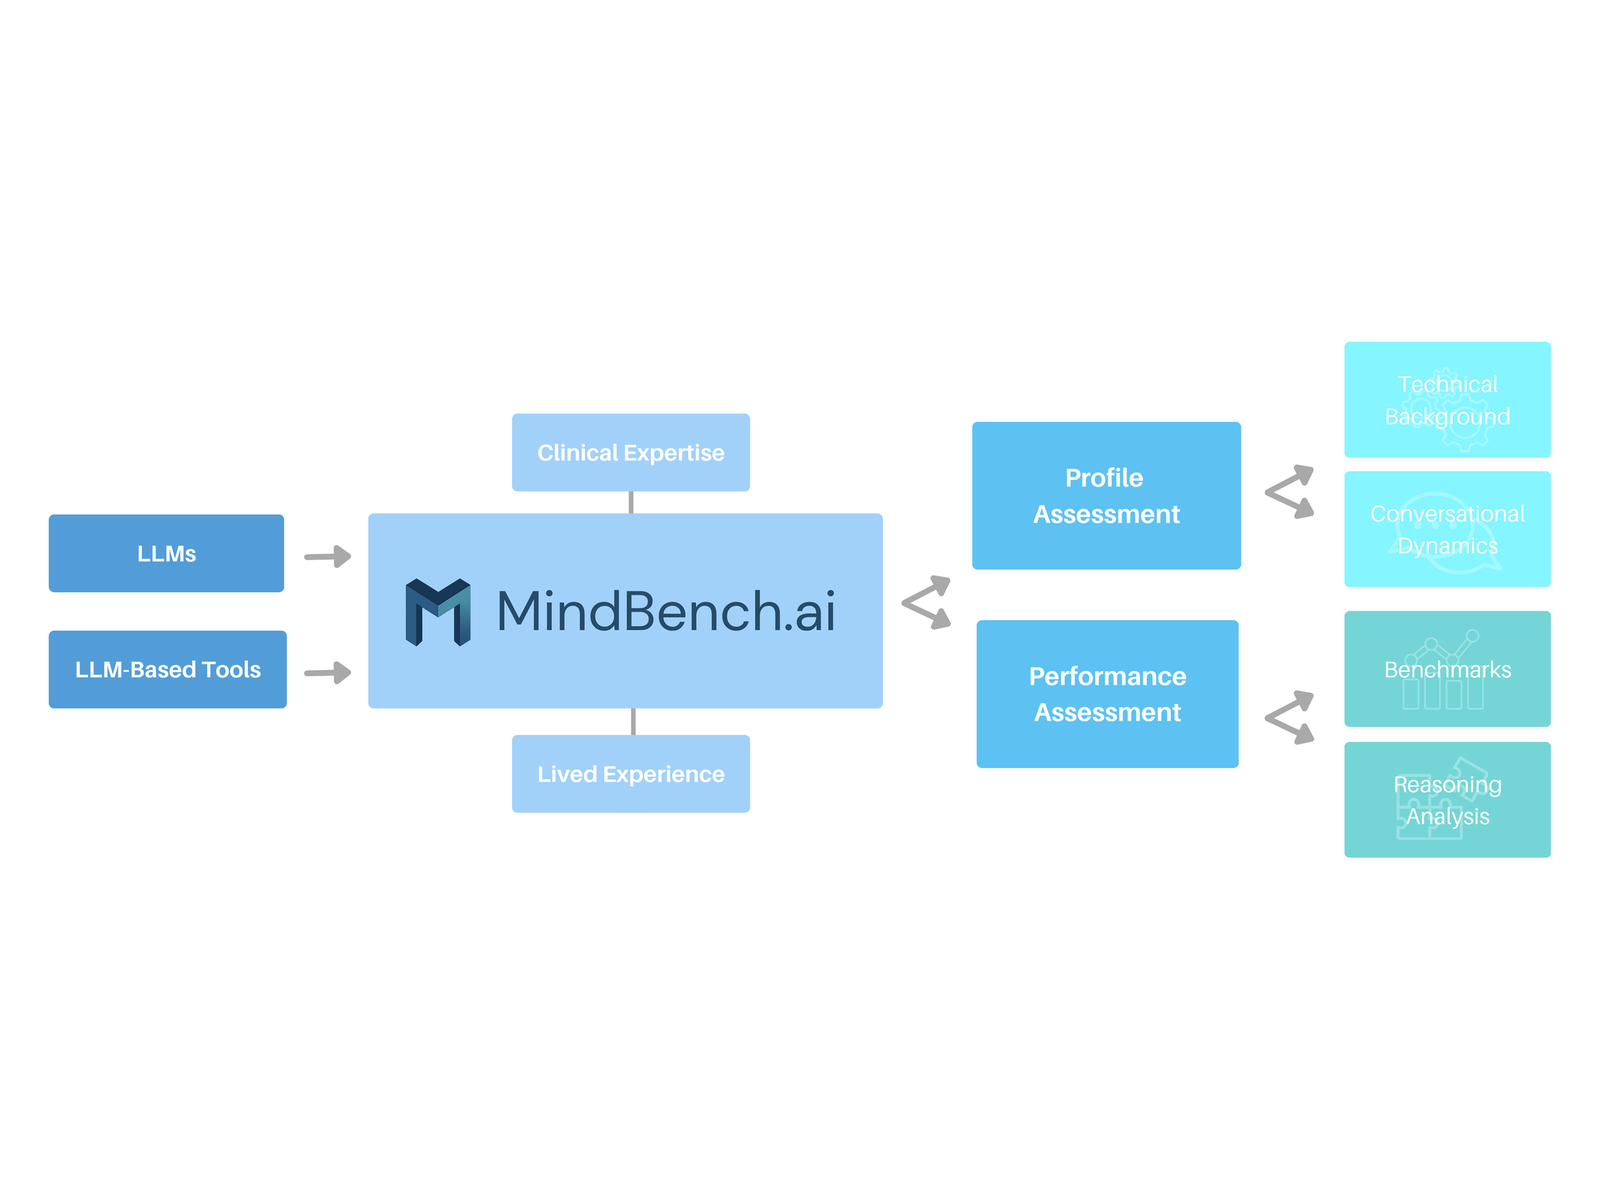 LLMs
LLM-Based Tools
Clinical Expertise
MindBench.ai
Lived Experience
Profile
Assessment
Performance
Assessment
Technical
Background
Conversational
Dynamics
Benchmarks
Reasoning
Analysis